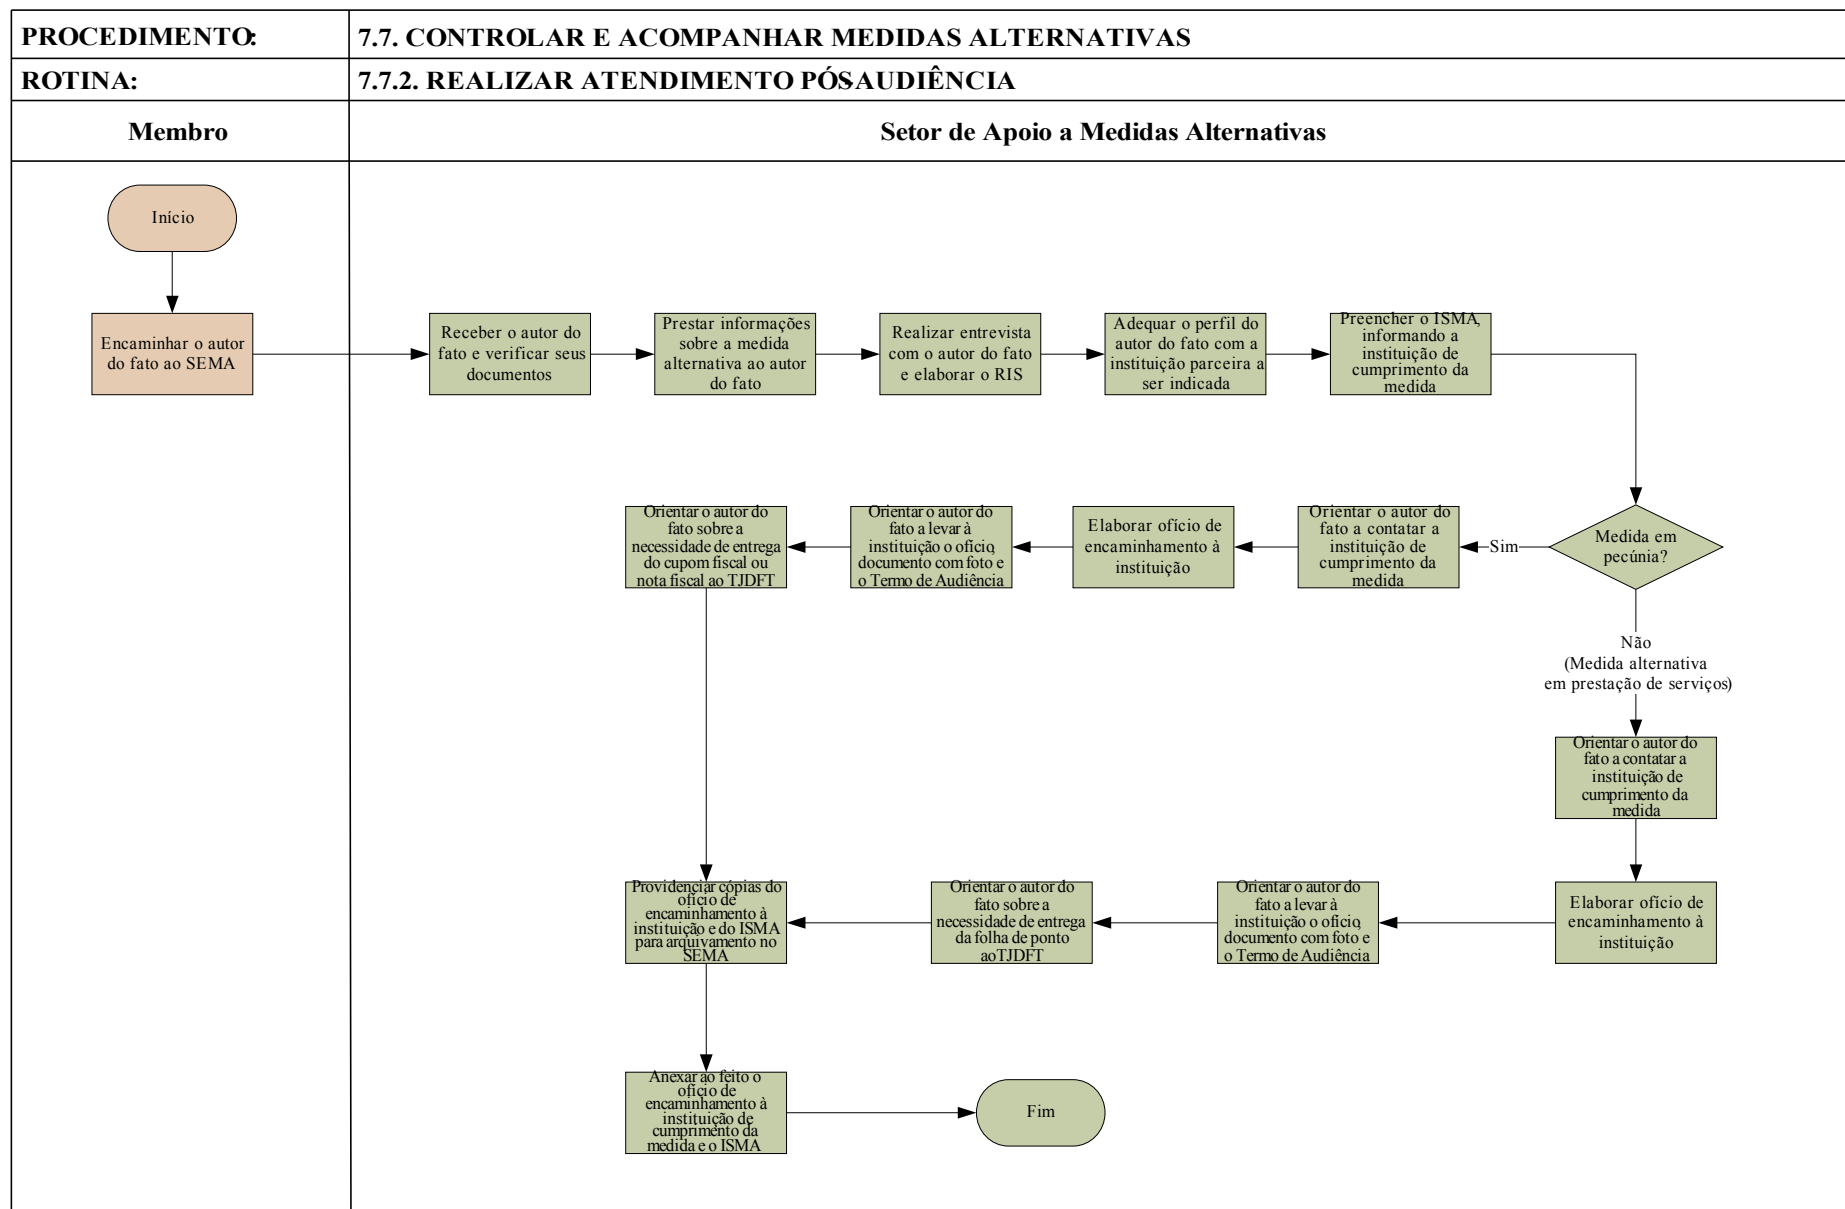 PROCEDIMENTO:
7.7. CONTROLAR E ACOMPANHAR MEDIDAS ALTERNATIVAS
ROTINA:
7.7.2. REALIZAR ATENDIMENTO PÓSAUDIÊNCIA
Membro
Setor de Apoio a Medidas Alternativas
Início
Encaminhar o autor
do fato ao SEMA
Receber o autor do
fato e verificar seus
documentos
Prestar informações
sobre a medida
alternativa ao autor
do fato
Realizar entrevista
com o autor do fato
e elaborar o RIS
Adequar o perfil do
autor do fato com a
instituição parceira a
ser indicada
Preencher o ISMA,
informando a
instituição de
cumprimento da
medida
Medida em
pecúnia?
Sim
Orientar o autor do
fato a contatar a
instituição de
cumprimento da
medida
Elaborar ofício de
encaminhamento à
instituição
Orientar o autor do
fato a levar à
instituição o ofício,
documento com foto e
o Termo de Audiência
Orientar o autor do
fato sobre a
necessidade de entrega
do cupom fiscal ou
nota fiscal ao TJDFT
Não
(Medida alternativa
em prestação de serviços)
Orientar o autor do
fato a contatar a
instituição de
cumprimento da
medida
Elaborar ofício de
encaminhamento à
instituição
Orientar o autor do
fato a levar à
instituição o ofício,
documento com foto e
o Termo de Audiência
Orientar o autor do
fato sobre a
necessidade de entrega
da folha de ponto
aoTJDFT
Providenciar cópias do
ofício de
encaminhamento à
instituição e do ISMA
para arquivamento no
SEMA
Anexar ao feito o
ofício de
encaminhamento à
instituição de
cumprimento da
medida e o ISMA
Fim